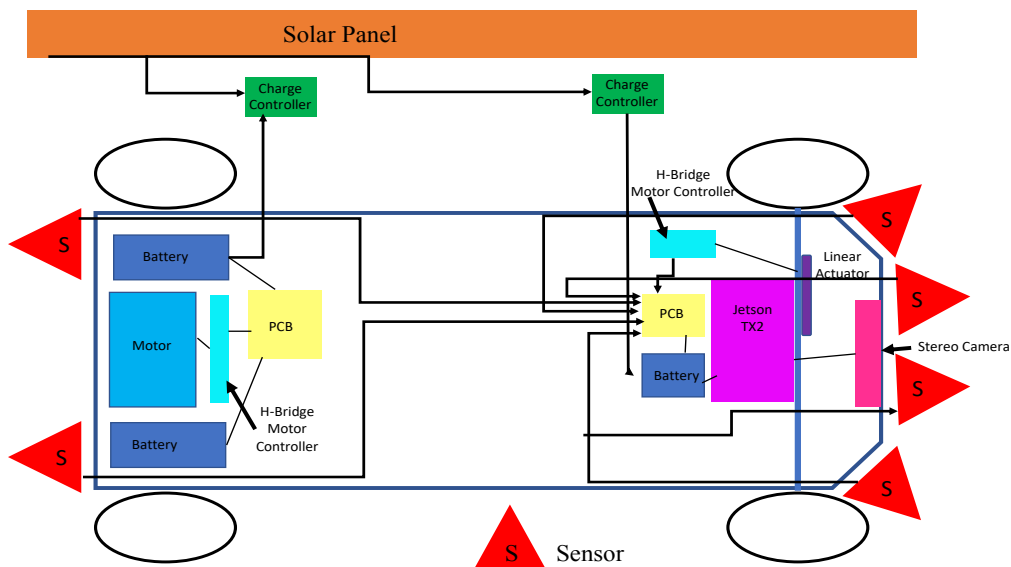 Solar Panel
Charge
Controller
Charge
Controller
H-Bridge
Motor Controller
S
S
S
Battery
Linear
Actuator
S
PCB
PCB
Jetson
TX2
Motor
Stereo Camera
Battery
S
H-Bridge
Motor
Controller
Battery
S
S
S
Sensor